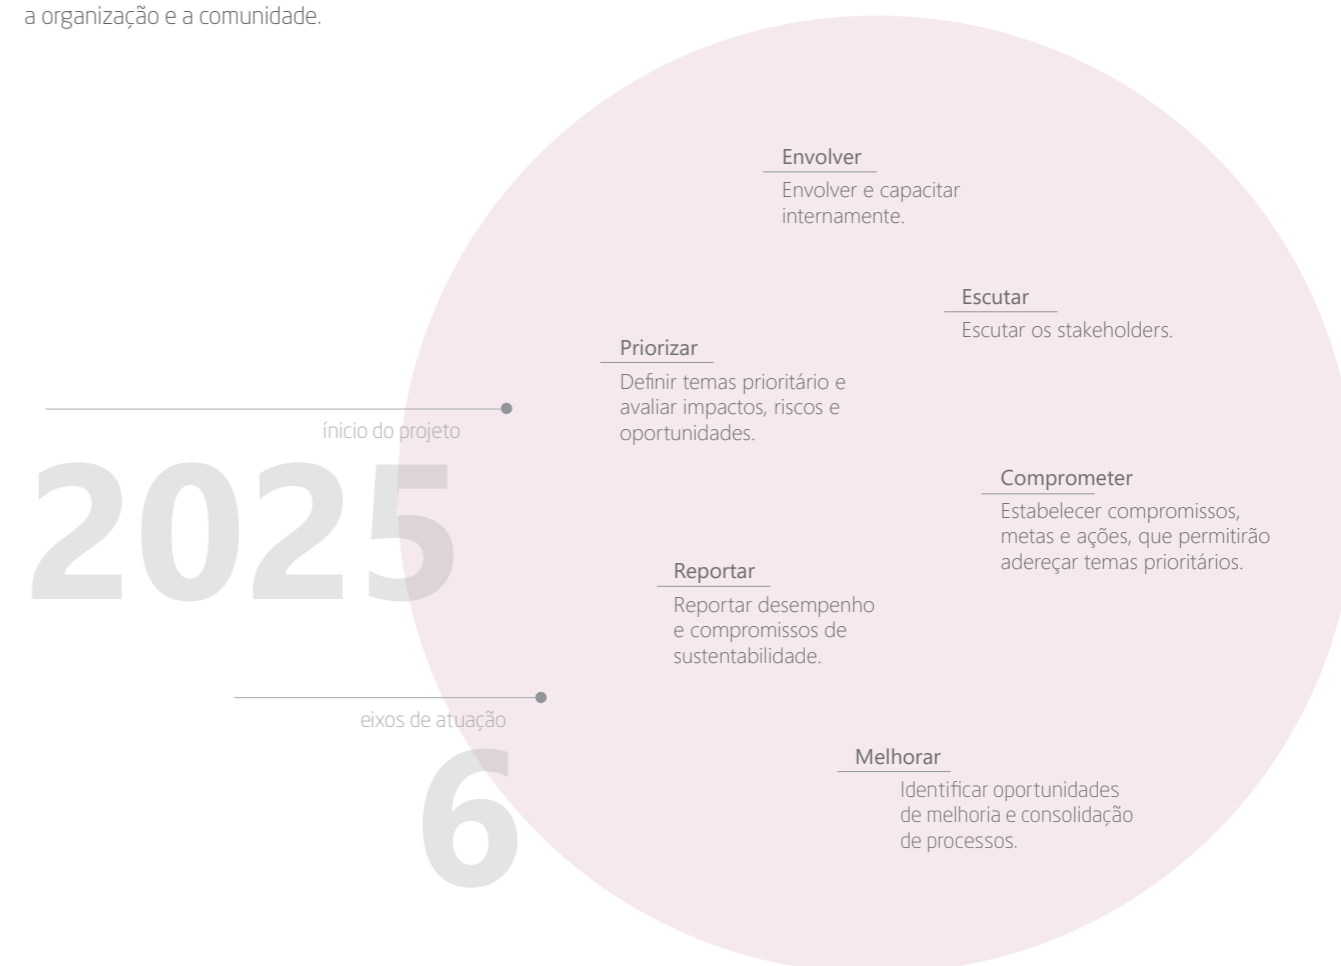 a organização e a comunidade.
Envolver
Envolver e capacitar
internamente.
Escutar
Escutar os stakeholders.
Priorizar
Definir temas prioritário e
avaliar impactos, riscos e
oportunidades.
ínicio do projeto
2025
Comprometer
Estabelecer compromissos,
metas e ações, que permitirão
adereçar temas prioritários.
Reportar
Reportar desempenho
e compromissos de
sustentabilidade.
eixos de atuação
6
Melhorar
Identificar oportunidades
de melhoria e consolidação
de processos.